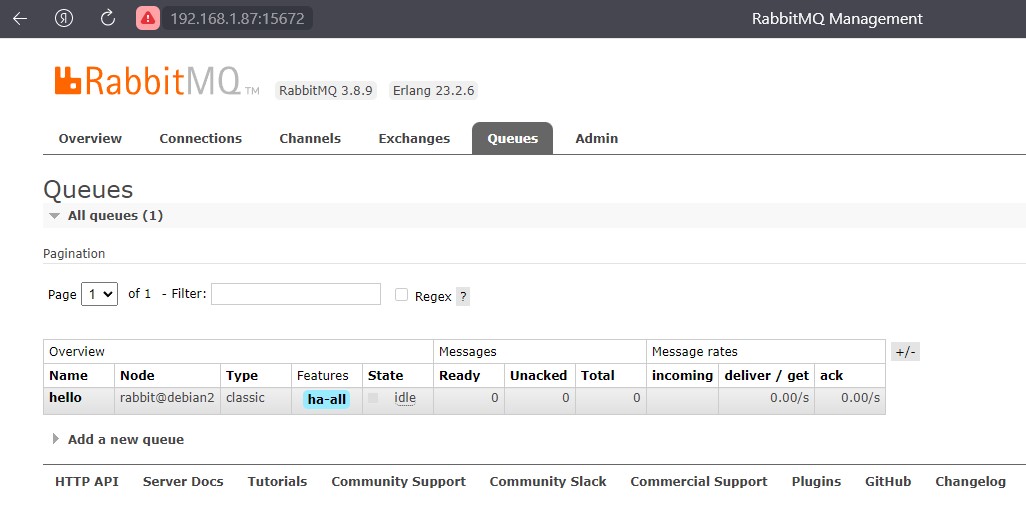 192.168.1.87:15672 RabbitMQ Management
RabbitMQ TM RabbitMQ 3.8.9 Erlang 23.2.6
Overview Connections Channels Exchanges Queues Admin
Queues
All queues (1)
Pagination
Page 1 of 1 - Filter: Regex ?
Overview Messages Message rates +/-
Name Node Type Features State Ready Unacked Total incoming deliver / get ack
hello rabbit@debian2 classic ha-all idle 0 0 0 0.00/s 0.00/s
Add a new queue
HTTP API Server Docs Tutorials Community Support Community Slack Commercial Support Plugins GitHub Changelog